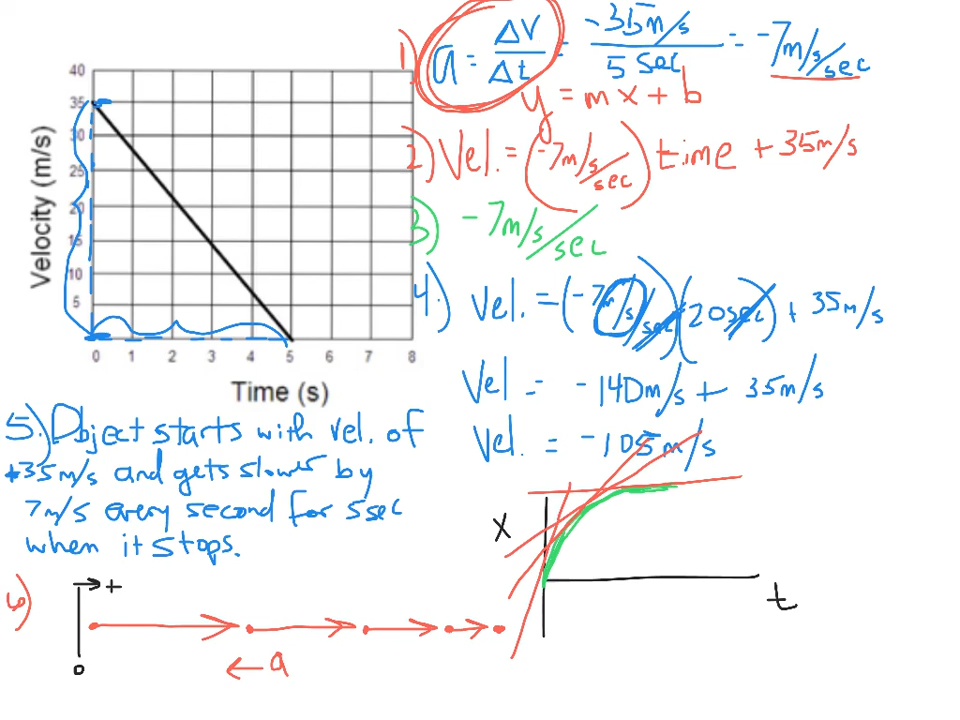 1) a = ΔV/Δt = -35m/s / 5 sec = -7m/s/sec
y = mx + b
2) Vel. = (-7m/s/sec) time + 35m/s
3) -7m/s/sec
4.) Vel. = (-7m/s/sec)(20sec) + 35m/s
Vel = -140m/s + 35m/s
Vel. = -105m/s
40
35
30
25
20
15
10
5
Velocity (m/s)
0 1 2 3 4 5 6 7 8
Time (s)
5.) Object starts with vel. of
+35m/s and gets slower by
7m/s every second for 5sec
when it stops.
6)
→ +
0
← a
X
t